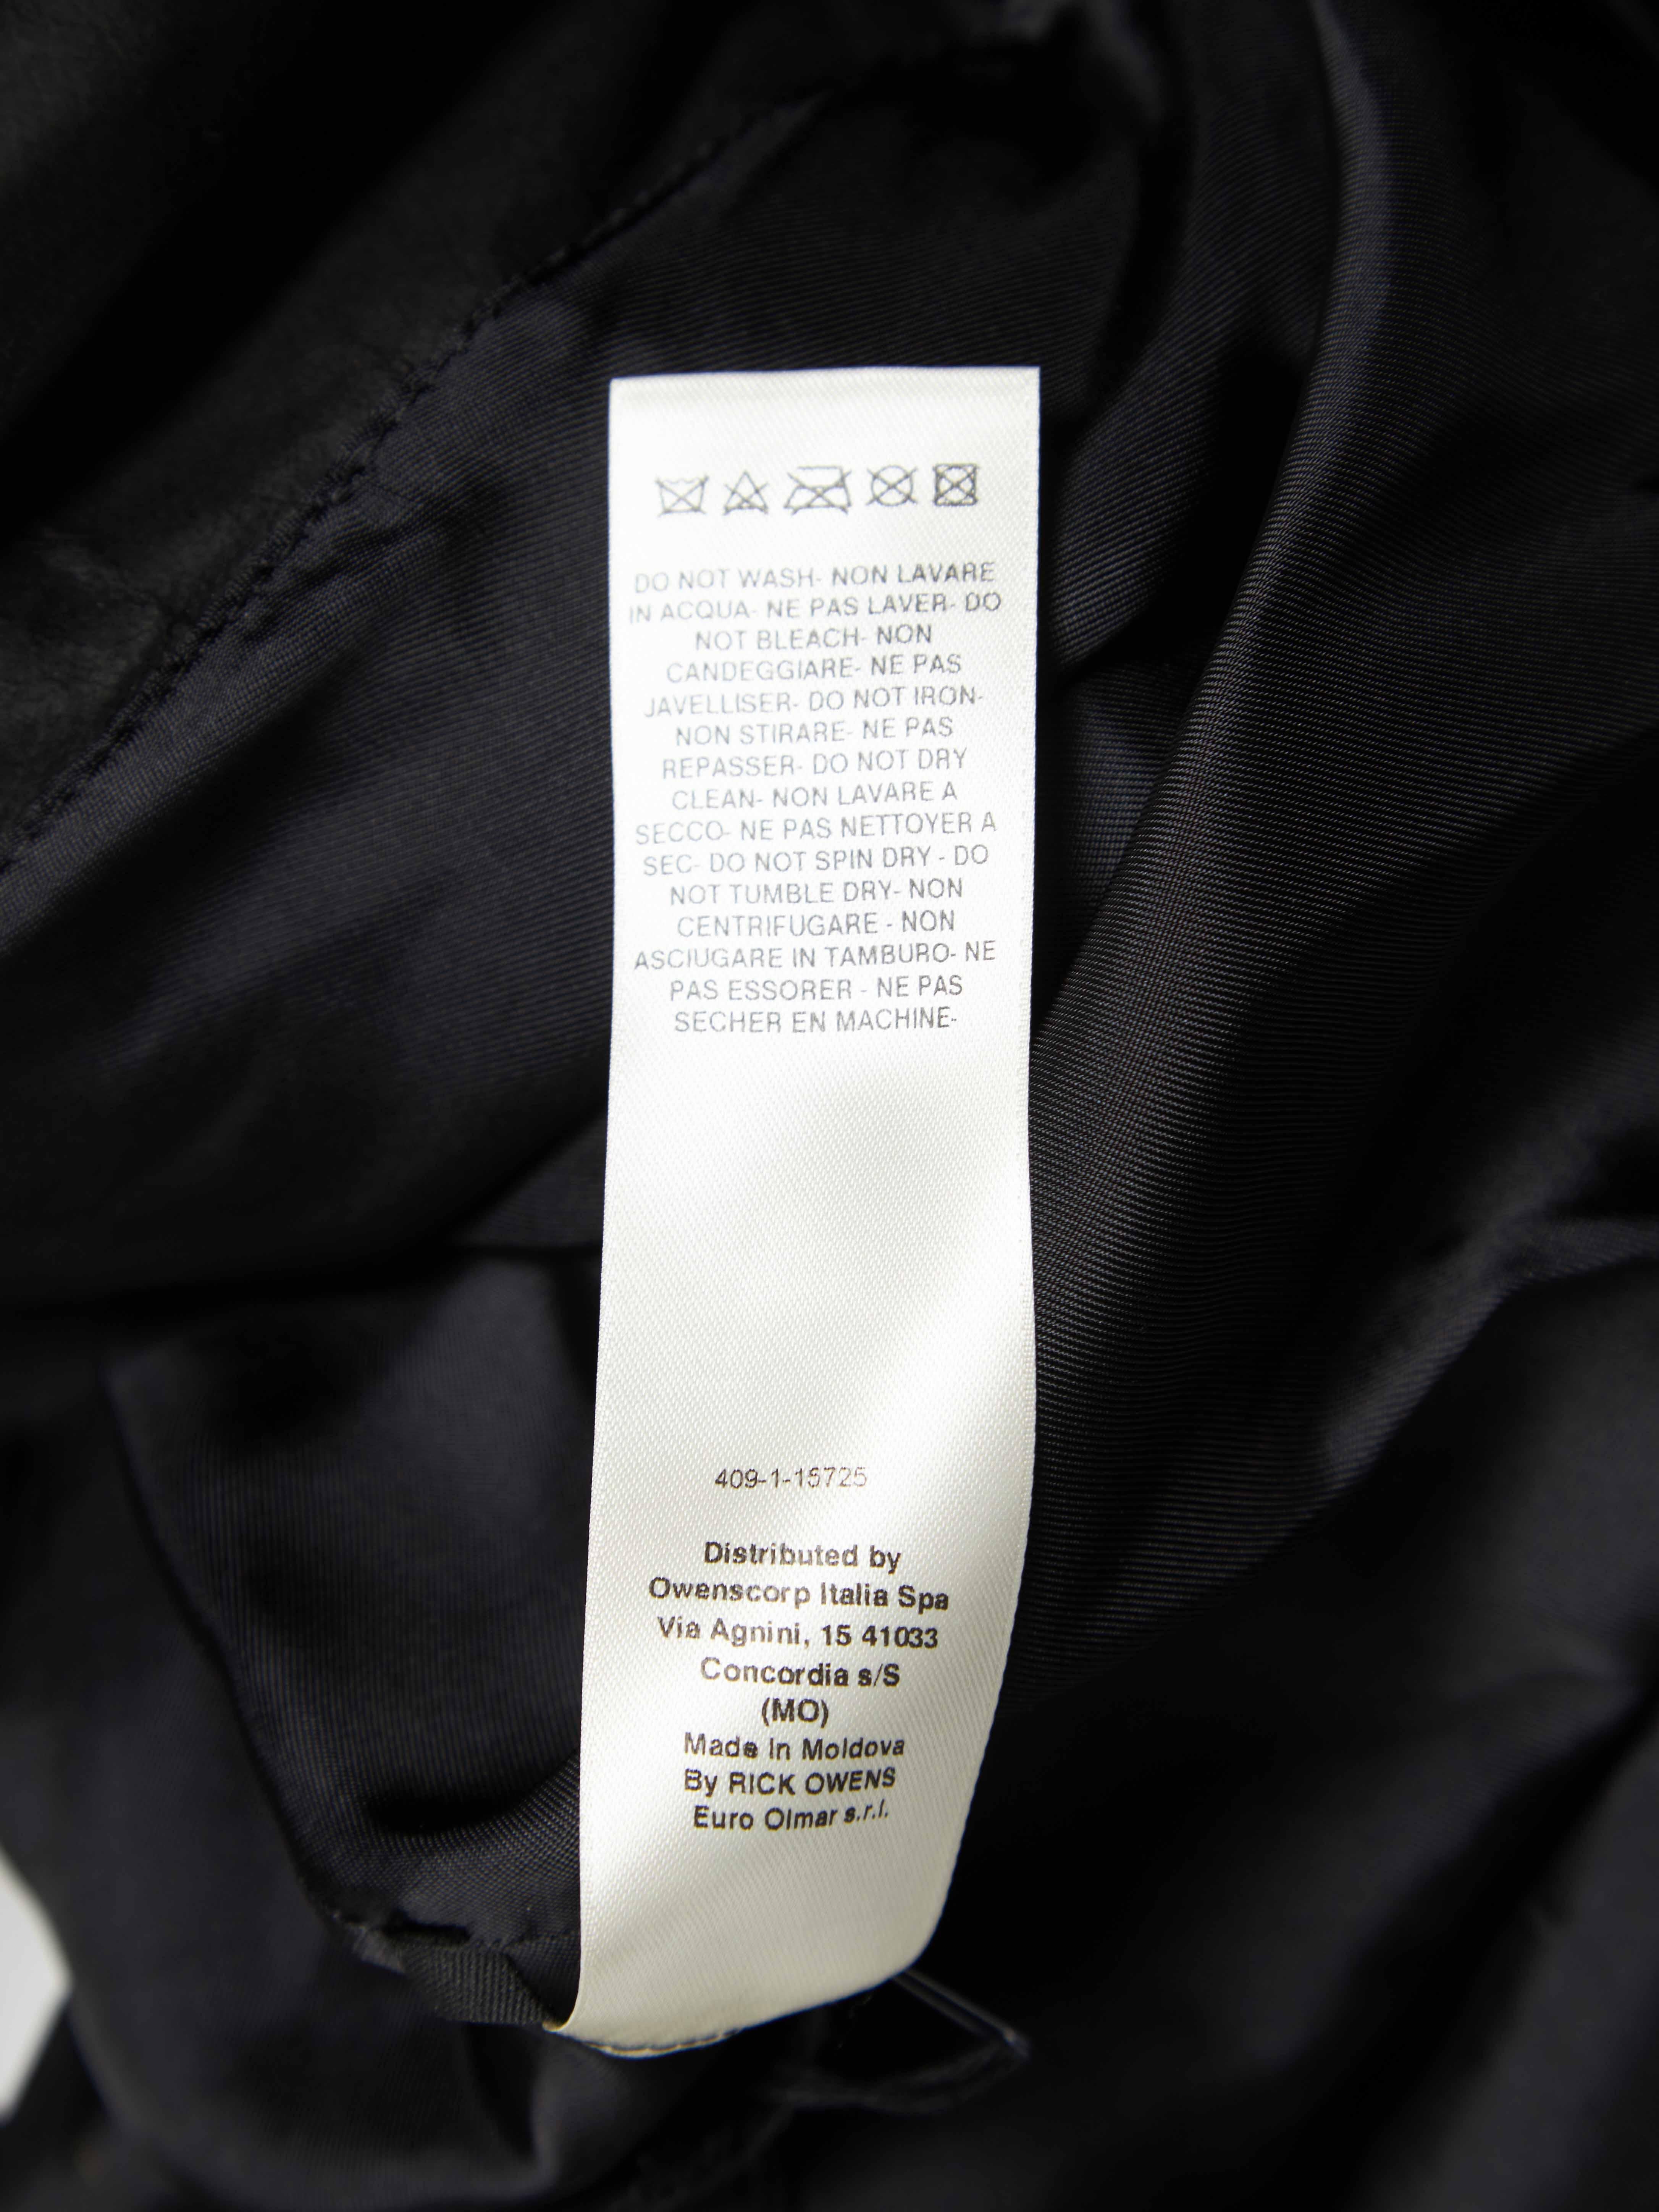 DO NOT WASH- NON LAVARE
IN ACQUA- NE PAS LAVER- DO
NOT BLEACH- NON
CANDEGGIARE- NE PAS
JAVELLISER- DO NOT IRON-
NON STIRARE- NE PAS
REPASSER- DO NOT DRY
CLEAN- NON LAVARE A
SECCO- NE PAS NETTOYER A
SEC- DO NOT SPIN DRY - DO
NOT TUMBLE DRY- NON
CENTRIFUGARE - NON
ASCIUGARE IN TAMBURO- NE
PAS ESSORER - NE PAS
SECHER EN MACHINE-
409-1-15725
Distributed by
Owenscorp Italia Spa
Via Agnini, 15 41033
Concordia s/S
(MO)
Made In Moldova
By RICK OWENS
Euro Olmar s.r.l.